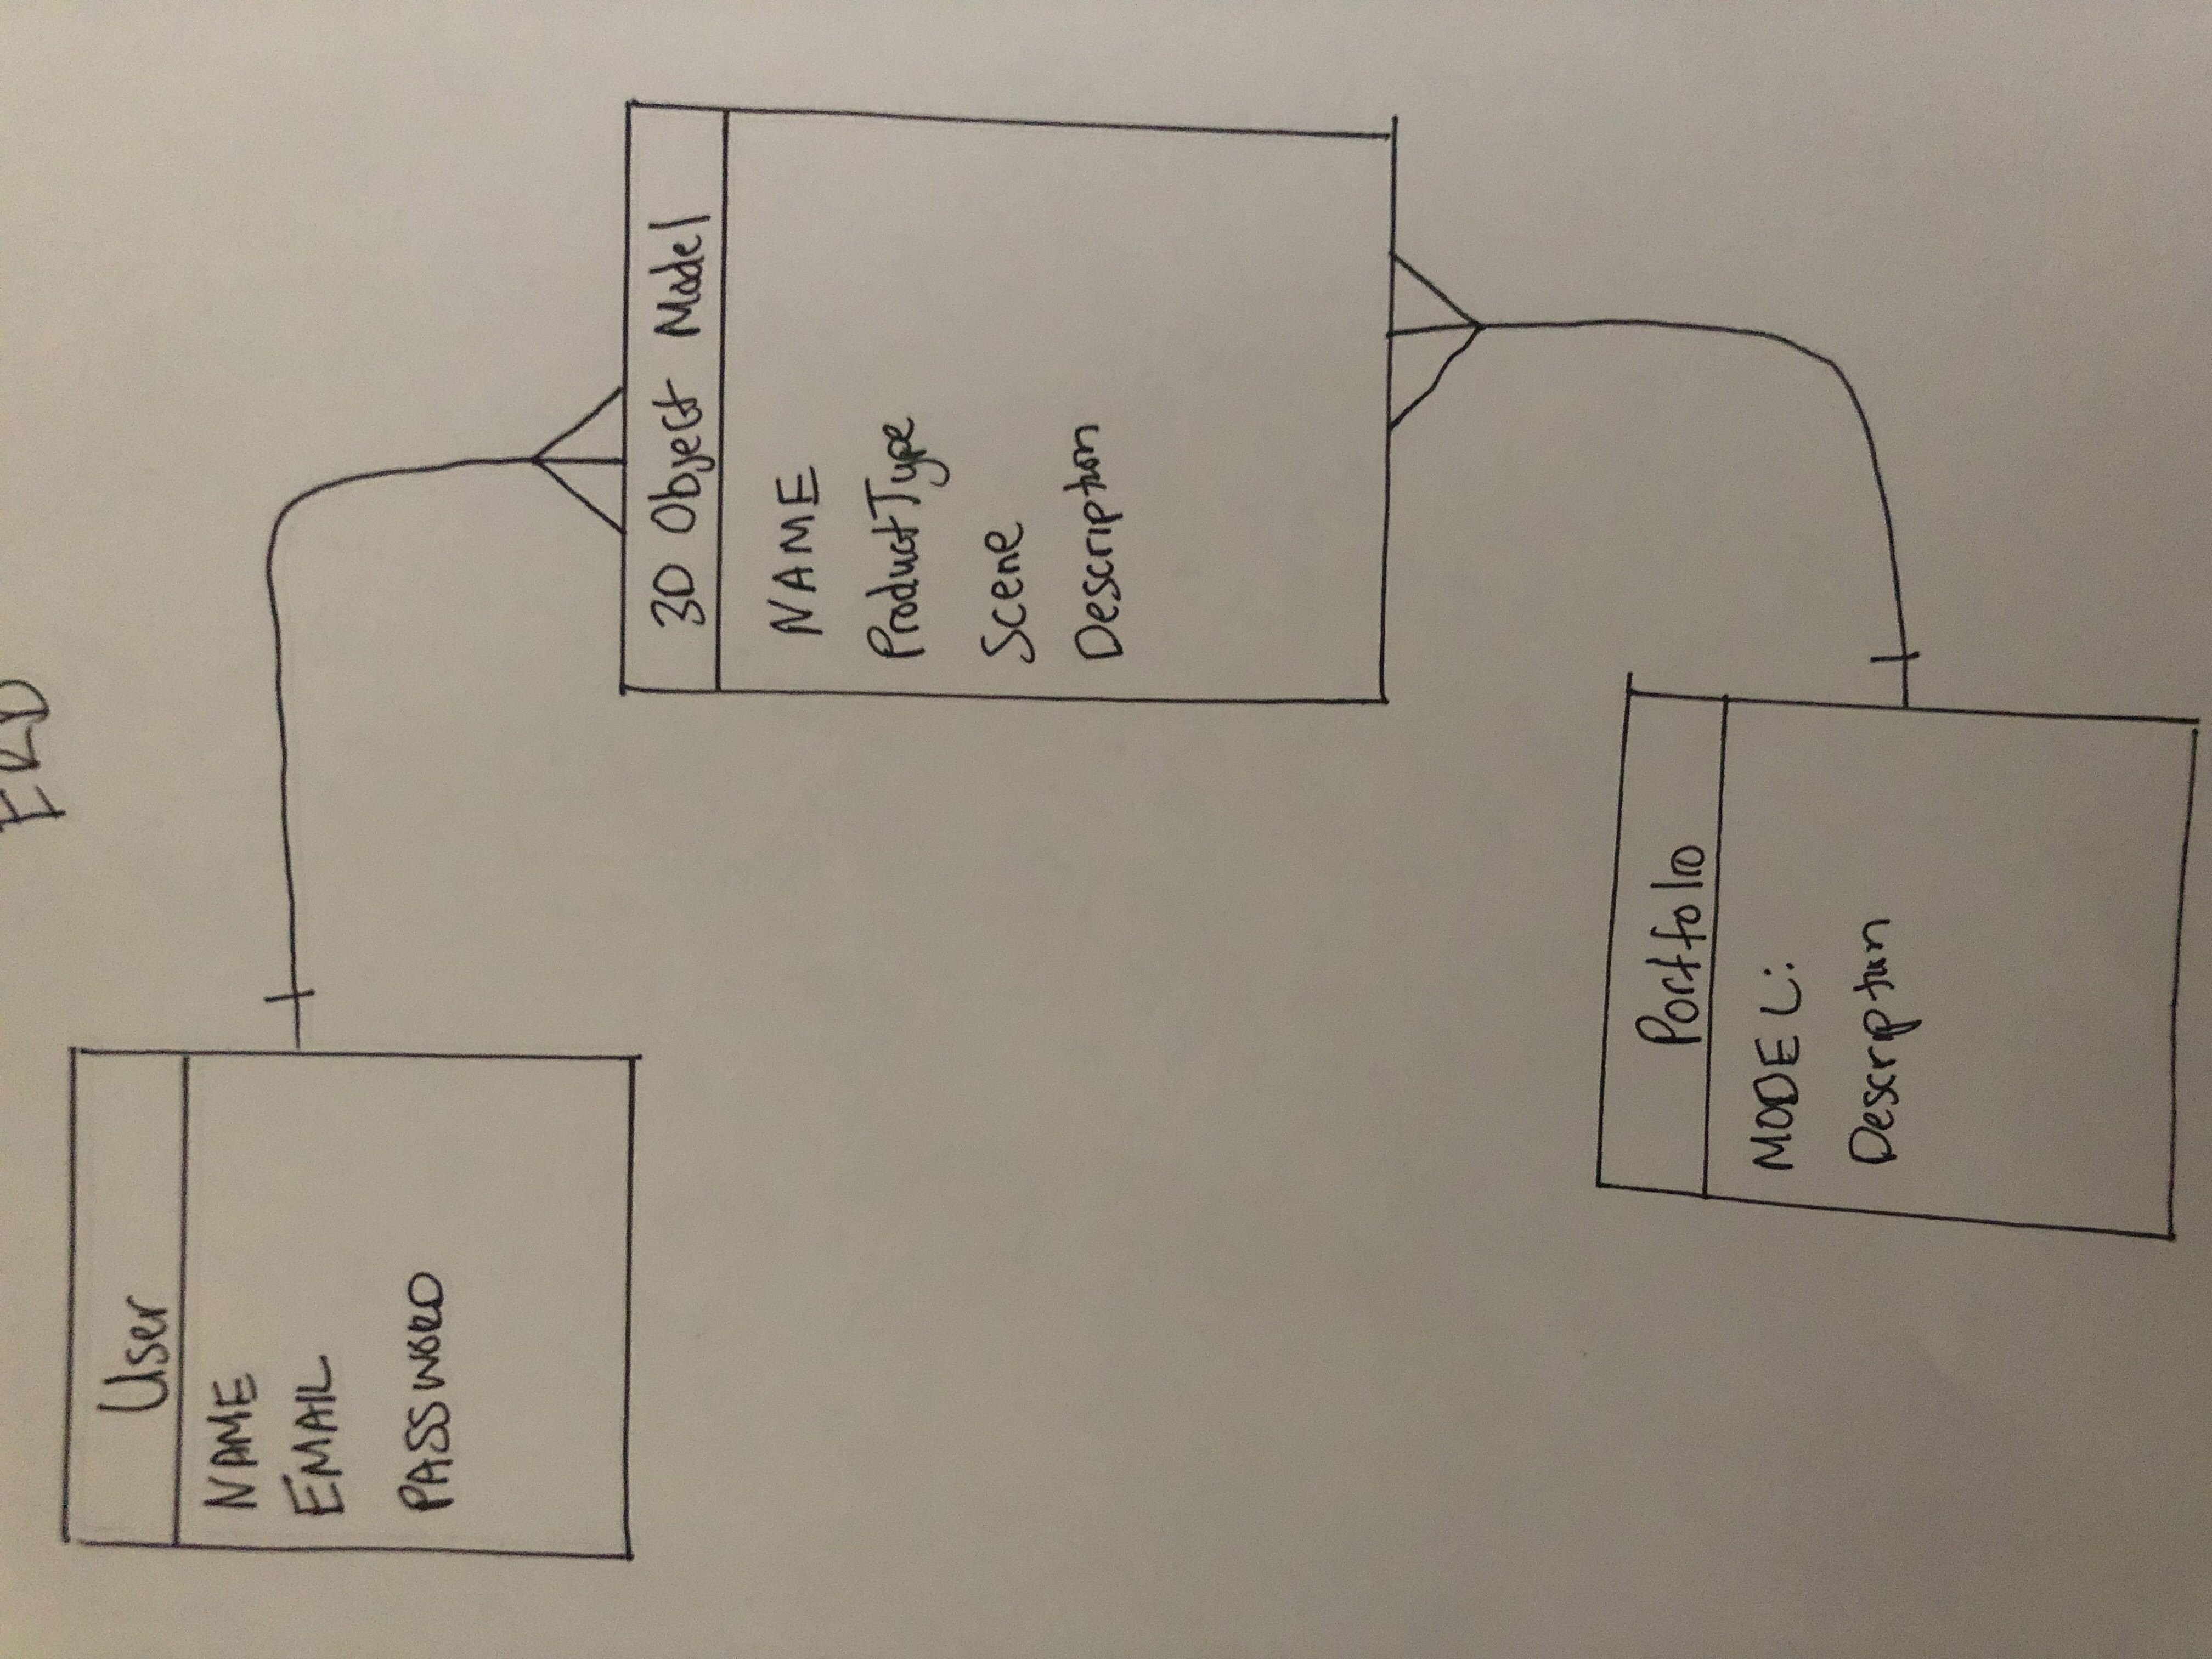 ERD
User
NAME
EMAIL
PASSWORD
3D Object Model
NAME
ProductType
Scene
Description
Portfolio
MODEL:
Description